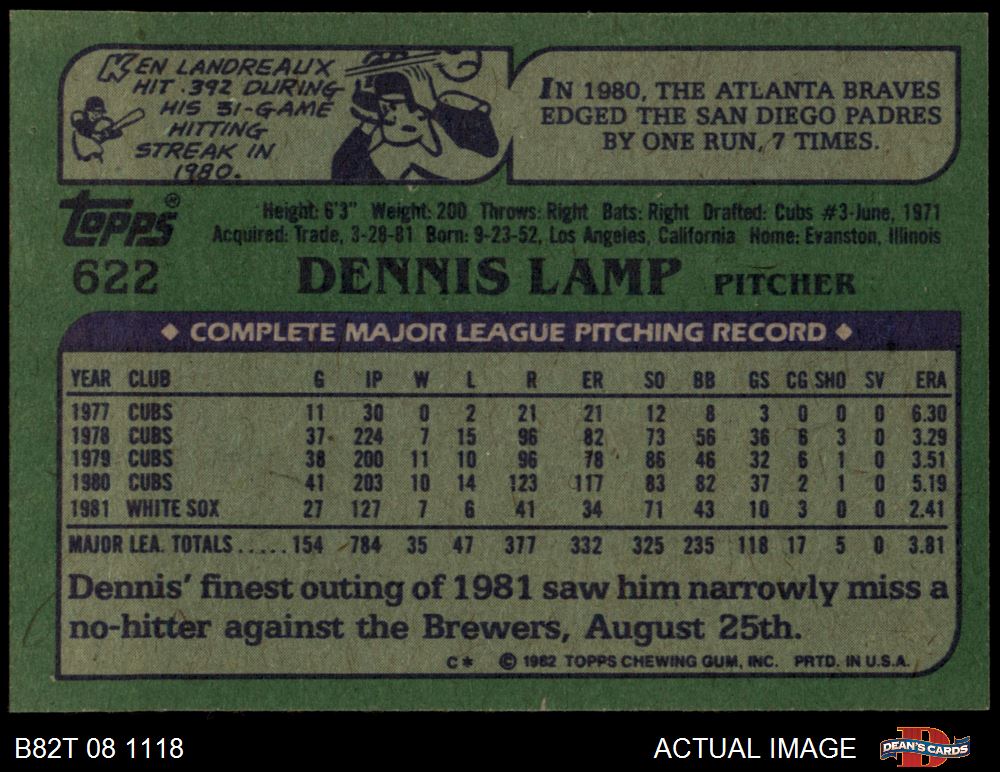 KEN LANDREAUX
HIT .392 DURING
HIS 31-GAME
HITTING
STREAK IN
1980.
IN 1980, THE ATLANTA BRAVES
EDGED THE SAN DIEGO PADRES
BY ONE RUN, 7 TIMES.
TOPPS®
622
Height: 6'3" Weight: 200 Throws: Right Bats: Right Drafted: Cubs #3-June, 1971
Acquired: Trade, 3-28-81 Born: 9-23-52, Los Angeles, California Home: Evanston, Illinois
DENNIS LAMP PITCHER
◆ COMPLETE MAJOR LEAGUE PITCHING RECORD ◆
YEAR CLUB G IP W L R ER SO BB GS CG SHO SV ERA
1977 CUBS 11 30 0 2 21 21 12 8 3 0 0 0 6.30
1978 CUBS 37 224 7 15 96 82 73 56 36 6 3 0 3.29
1979 CUBS 38 200 11 10 96 78 86 46 32 6 1 0 3.51
1980 CUBS 41 203 10 14 123 117 83 82 37 2 1 0 5.19
1981 WHITE SOX 27 127 7 6 41 34 71 43 10 3 0 0 2.41
MAJOR LEA. TOTALS.....154 784 35 47 377 332 325 235 118 17 5 0 3.81
Dennis' finest outing of 1981 saw him narrowly miss a
no-hitter against the Brewers, August 25th.
C* © 1982 TOPPS CHEWING GUM, INC. PRTD. IN U.S.A.
B82T 08 1118
ACTUAL IMAGE
DEAN'S CARDS